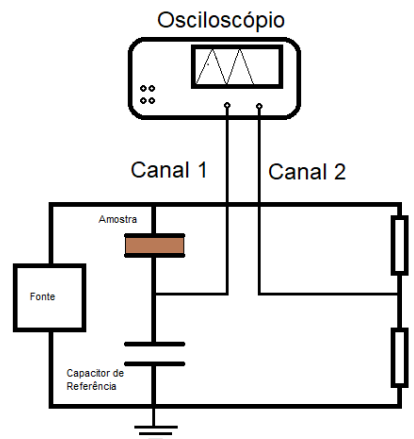 Osciloscópio
Canal 1
Canal 2
Amostra
Fonte
Capacitor de
Referência